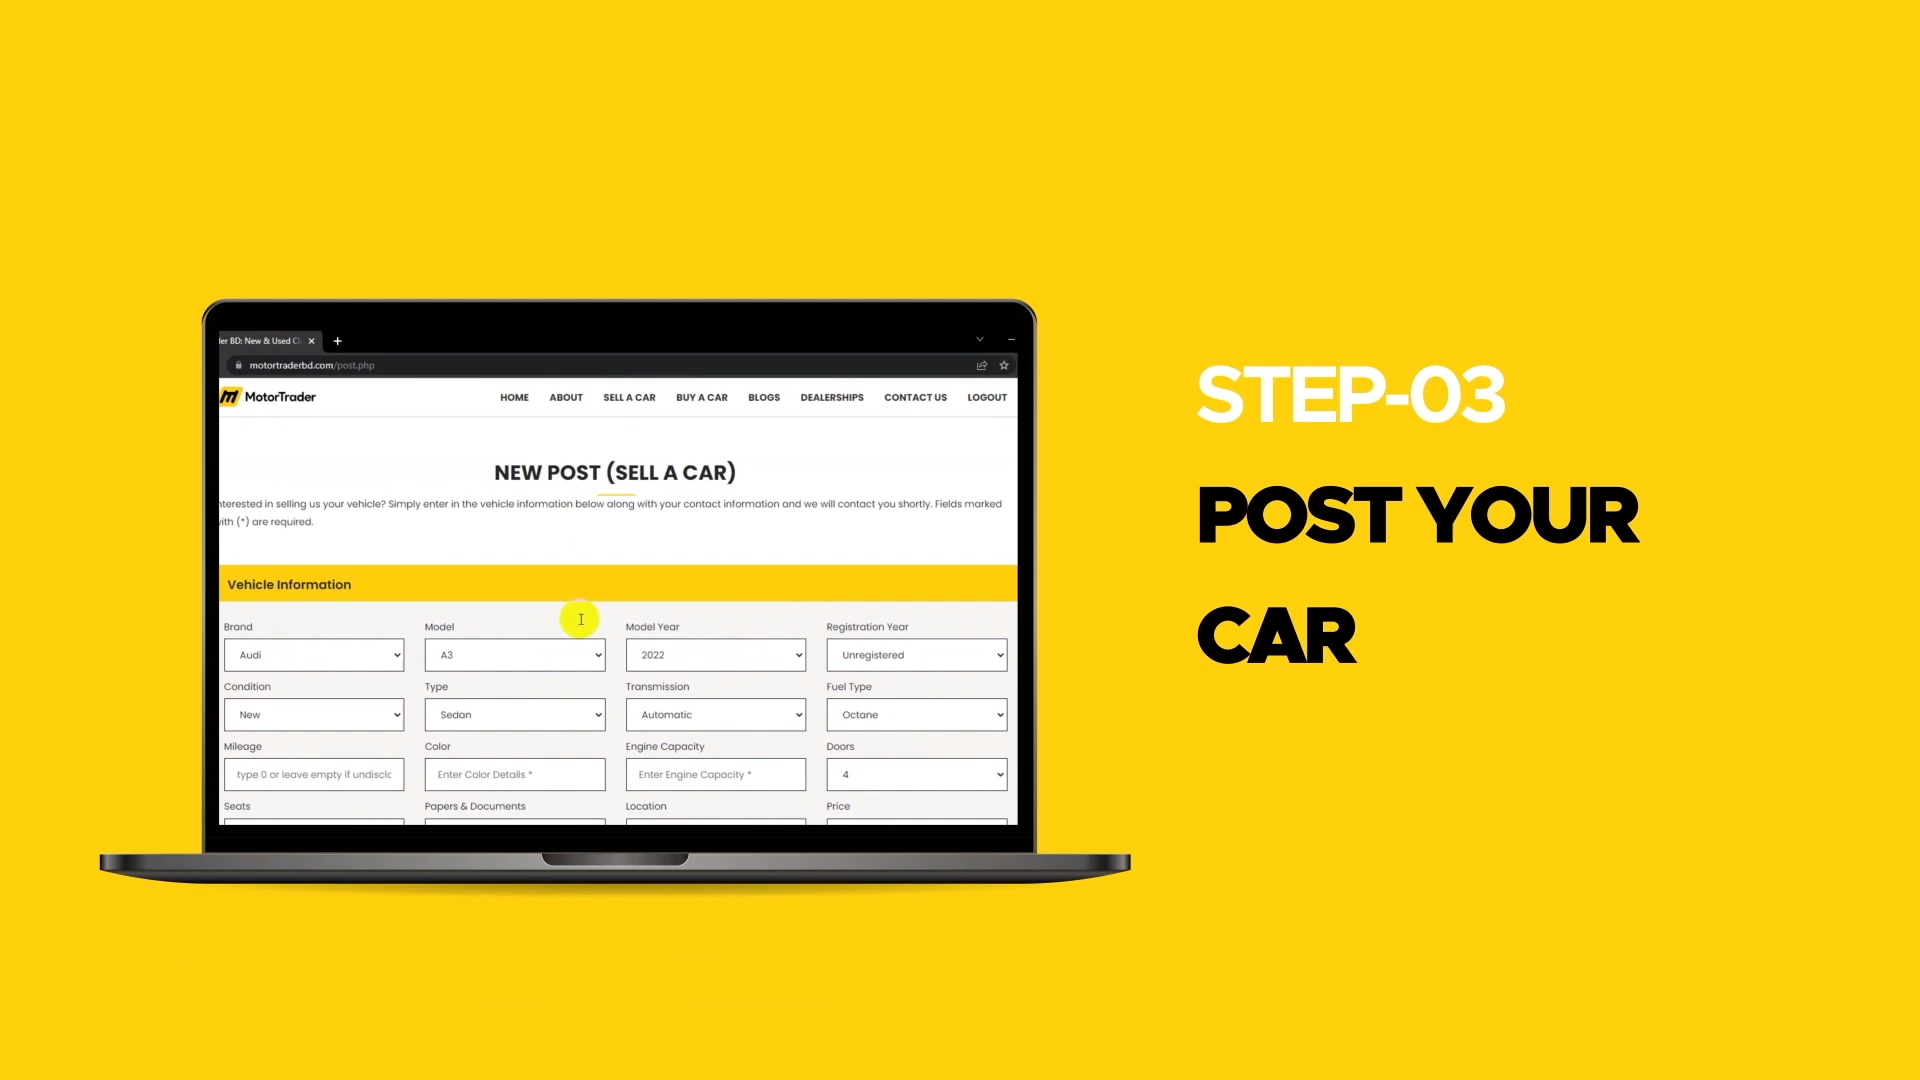 ler BD: New & Used Cl
motortraderbd.com/post.php
MotorTrader
HOME ABOUT SELL A CAR BUY A CAR BLOGS DEALERSHIPS CONTACT US LOGOUT
NEW POST (SELL A CAR)
nterested in selling us your vehicle? Simply enter in the vehicle information below along with your contact information and we will contact you shortly. Fields marked
ith (*) are required.
Vehicle Information
Brand Model Model Year Registration Year
Audi A3 2022 Unregistered
Condition Type Transmission Fuel Type
New Sedan Automatic Octane
Mileage Color Engine Capacity Doors
type 0 or leave empty if undisclo Enter Color Details * Enter Engine Capacity * 4
Seats Papers & Documents Location Price
STEP-03
POST YOUR
CAR